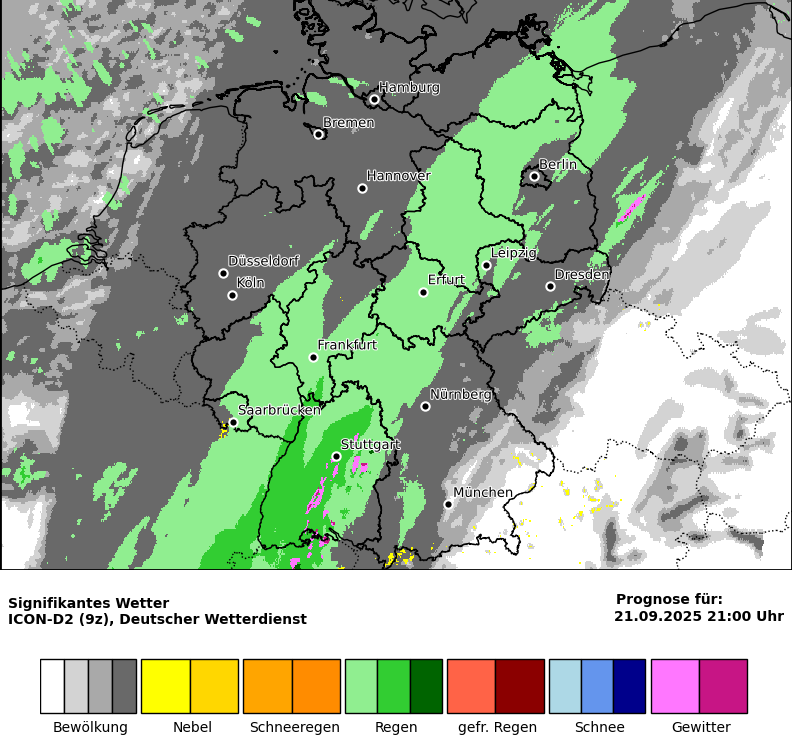 Hamburg
Bremen
Berlin
Hannover
Leipzig
Düsseldorf
Dresden
Köln
Erfurt
Frankfurt
Nürnberg
Saarbrücken
Stuttgart
München
Signifikantes Wetter
ICON-D2 (9z), Deutscher Wetterdienst
Prognose für:
21.09.2025 21:00 Uhr
Bewölkung Nebel Schneeregen Regen gefr. Regen Schnee Gewitter